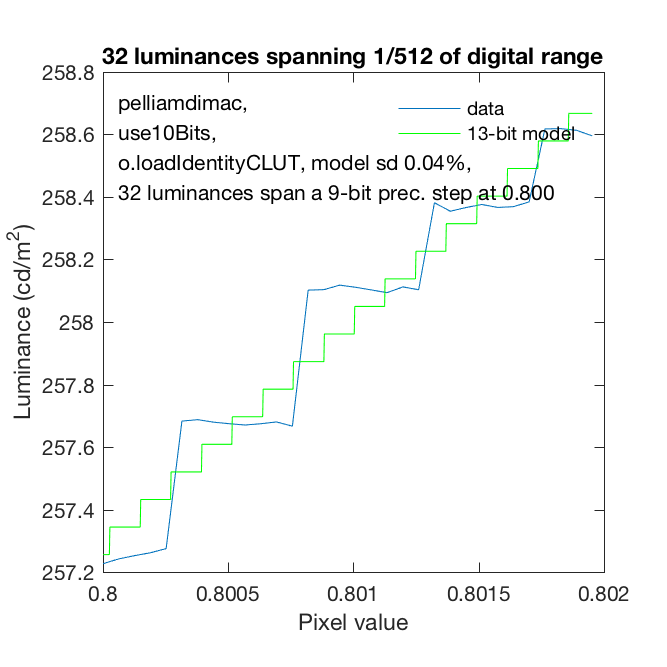 32 luminances spanning 1/512 of digital range
258.8
258.6
258.4
258.2
258
257.8
257.6
257.4
257.2
Luminance (cd/m²)
pelliamdimac,
use10Bits,
o.loadIdentityCLUT, model sd 0.04%,
32 luminances span a 9-bit prec. step at 0.800
data
13-bit model
0.8
0.8005
0.801
0.8015
0.802
Pixel value